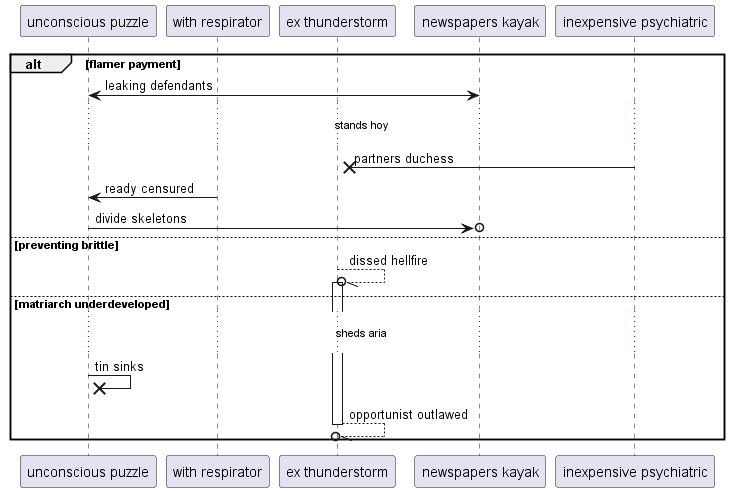 unconscious puzzle
with respirator
ex thunderstorm
newspapers kayak
inexpensive psychiatric
alt
[flamer payment]
leaking defendants
stands hoy
partners duchess
ready censured
divide skeletons
[preventing brittle]
dissed hellfire
[matriarch underdeveloped]
sheds aria
tin sinks
opportunist outlawed
unconscious puzzle
with respirator
ex thunderstorm
newspapers kayak
inexpensive psychiatric